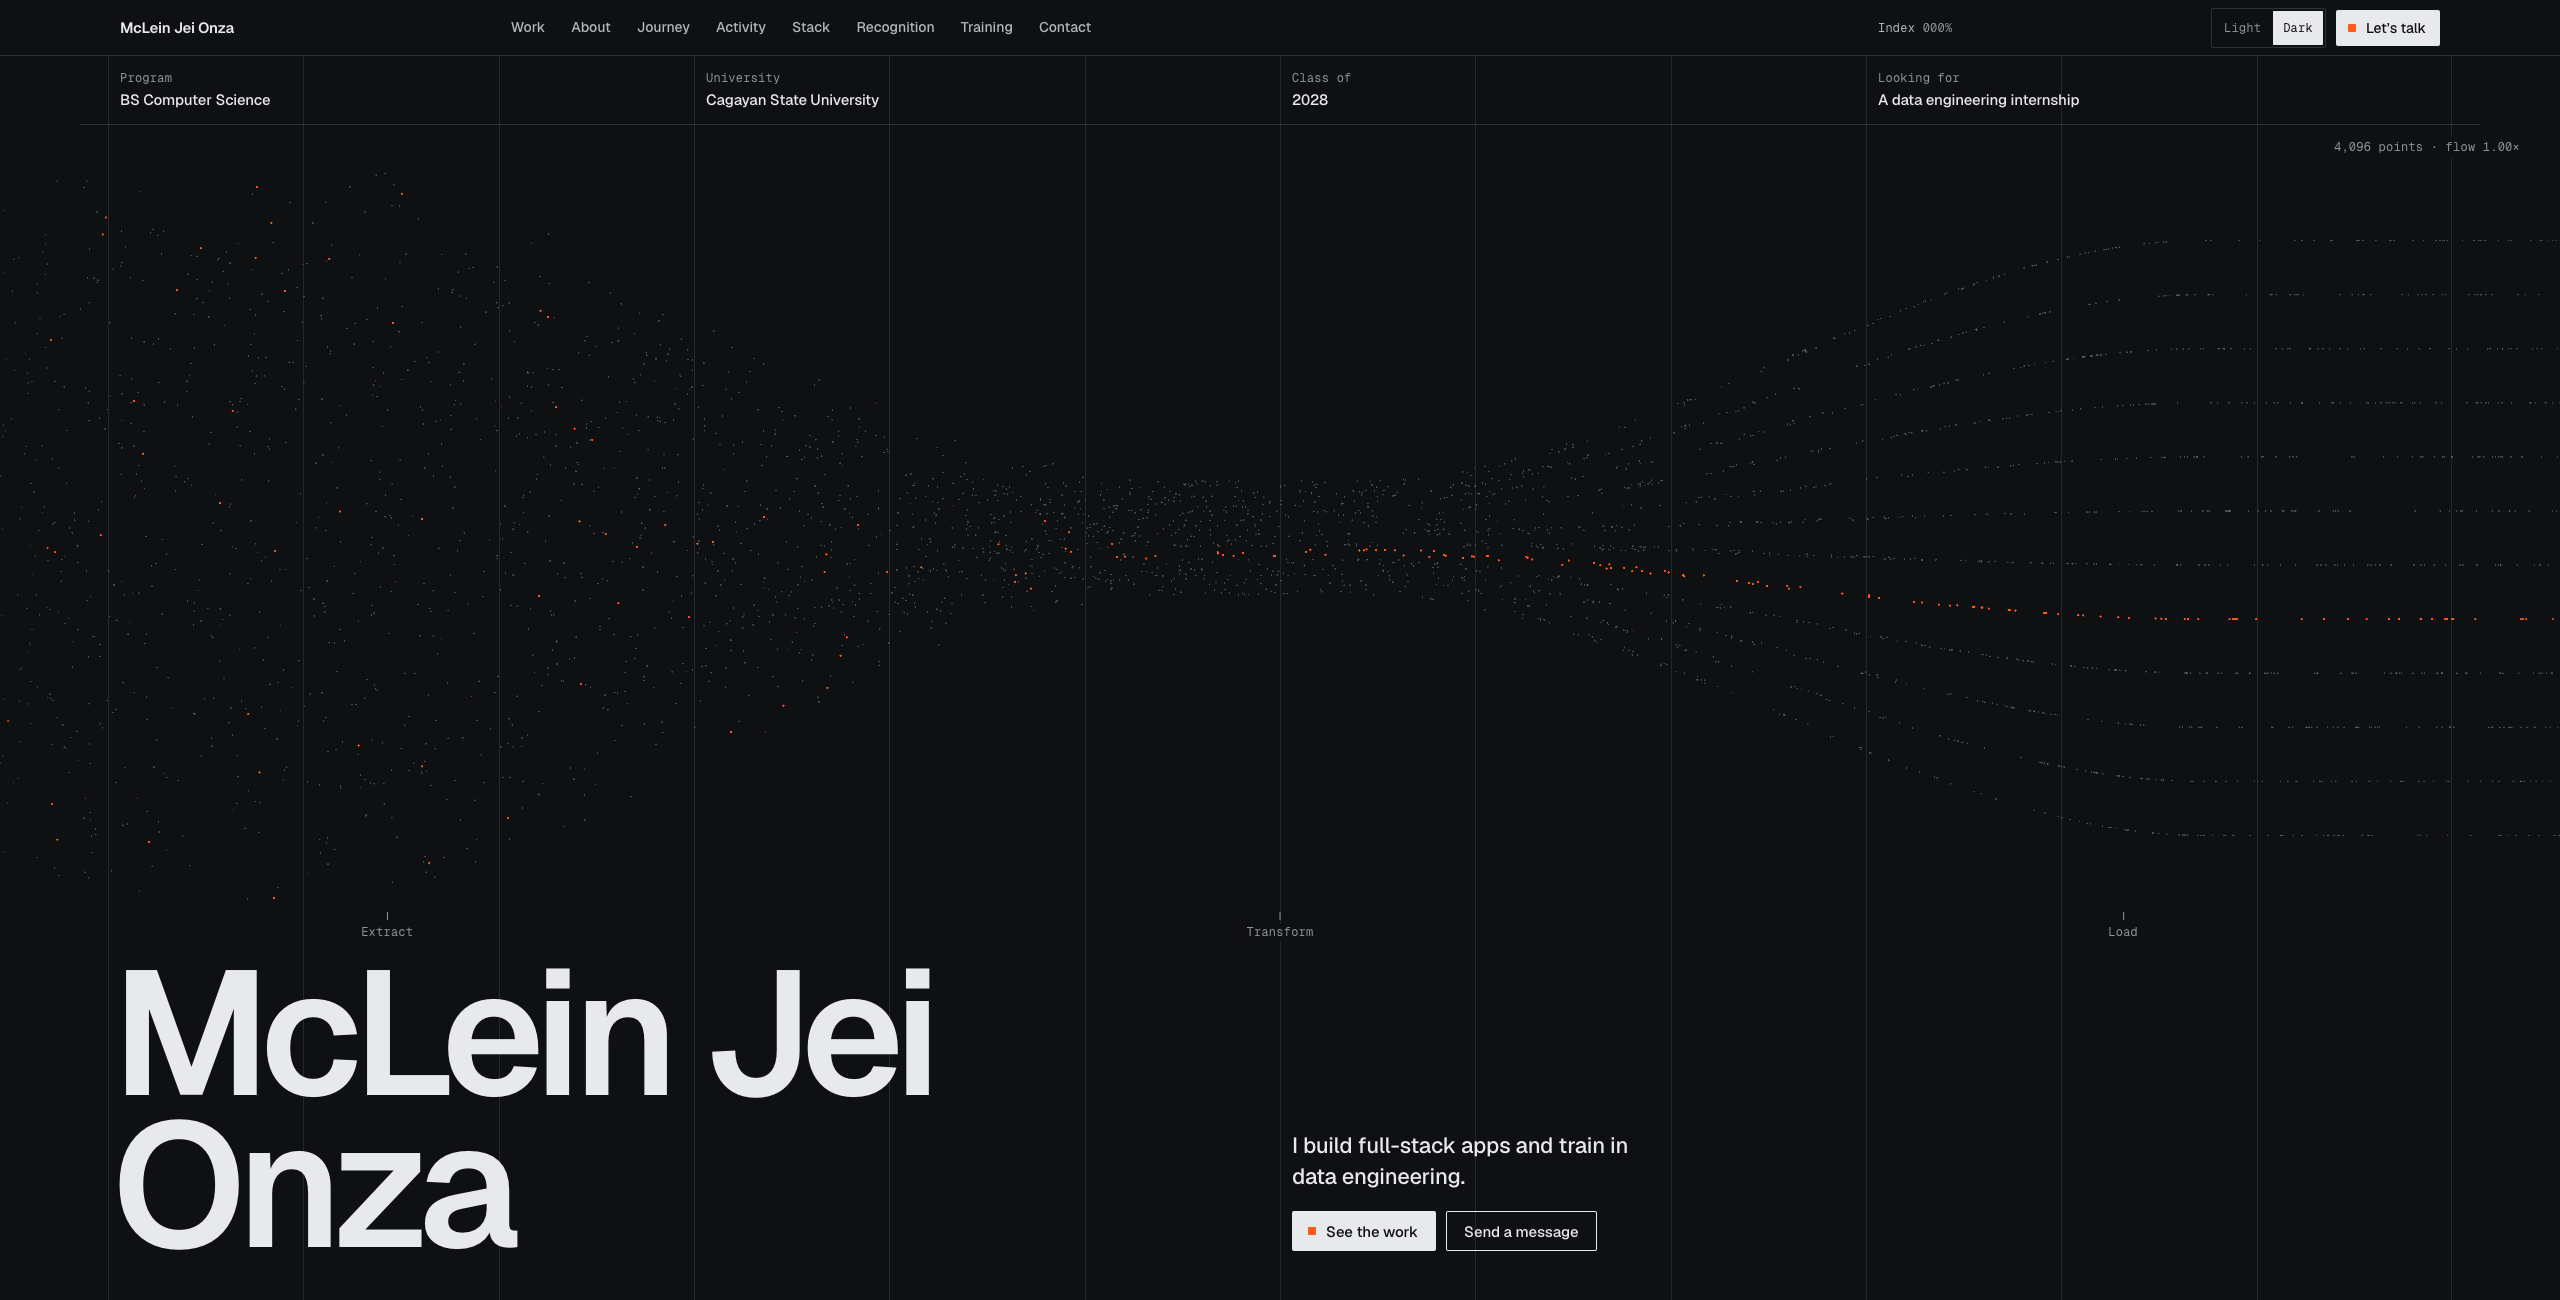 McLein Jei Onza
Work About Journey Activity Stack Recognition Training Contact
Index 000%
Light Dark
Let's talk
Program
BS Computer Science
University
Cagayan State University
Class of
2028
Looking for
A data engineering internship
4,096 points · flow 1.00×
Extract
Transform
Load
McLein Jei
Onza
I build full-stack apps and train in
data engineering.
See the work
Send a message